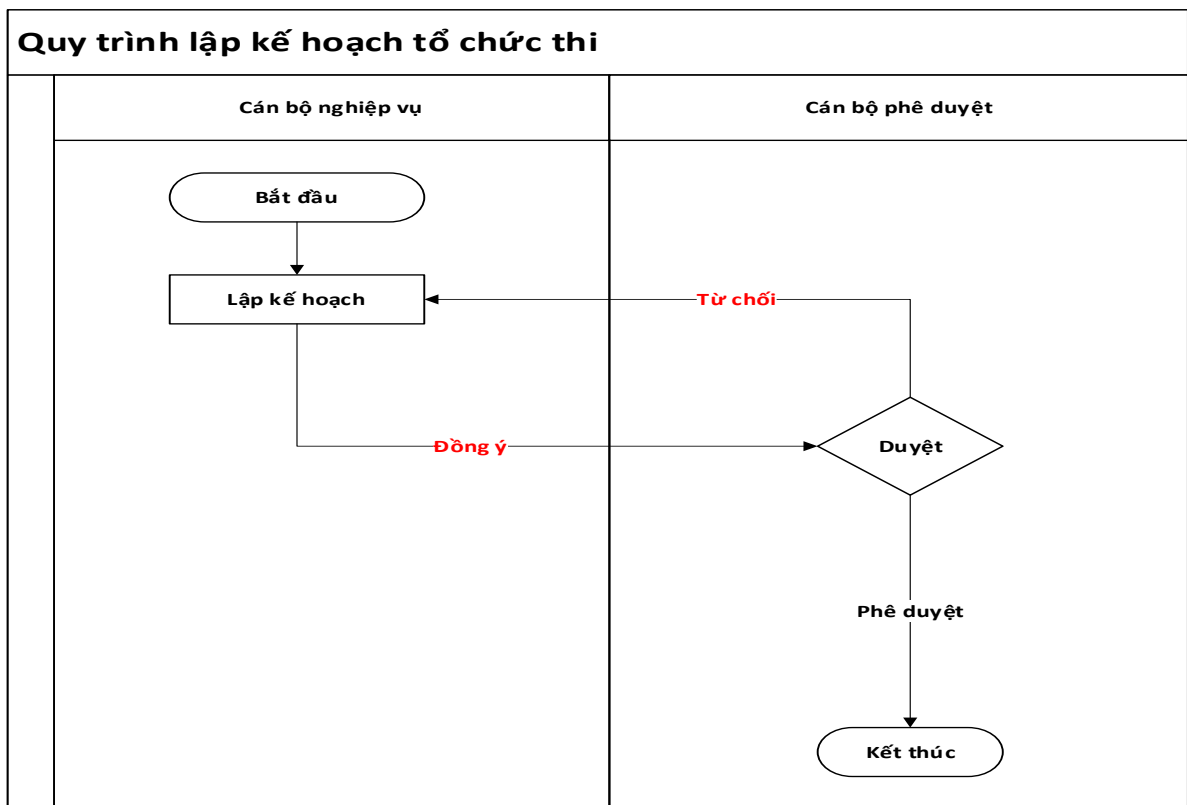 Quy trình lập kế hoạch tổ chức thi
Cán bộ nghiệp vụ
Cán bộ phê duyệt
Bắt đầu
Lập kế hoạch
Từ chối
Đồng ý
Duyệt
Phê duyệt
Kết thúc